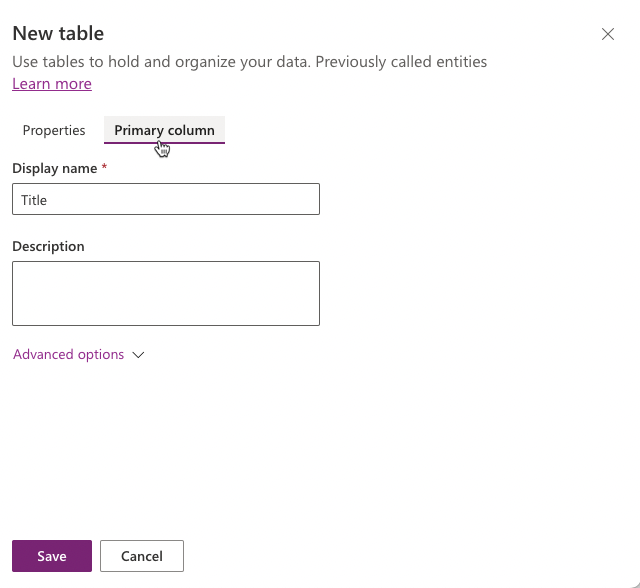 New table
Use tables to hold and organize your data. Previously called entities
Learn more
Properties Primary column
Display name *
Title
Description
Advanced options
Save Cancel